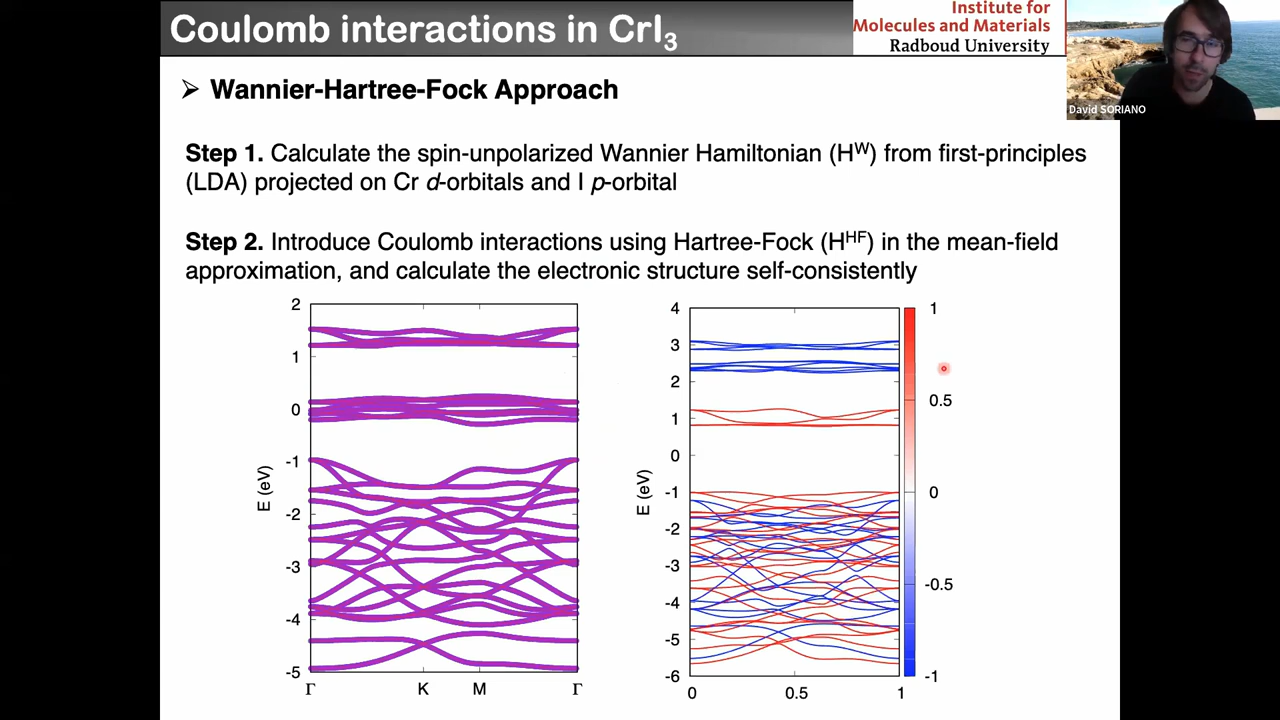 Coulomb interactions in CrI₃
Institute for
Molecules and Materials
Radboud University
David SORIANO
➢ Wannier-Hartree-Fock Approach
Step 1. Calculate the spin-unpolarized Wannier Hamiltonian (Hᵂ) from first-principles
(LDA) projected on Cr d-orbitals and I p-orbital
Step 2. Introduce Coulomb interactions using Hartree-Fock (Hᴴᶠ) in the mean-field
approximation, and calculate the electronic structure self-consistently
2
1
0
-1
-2
-3
-4
-5
E (eV)
Γ K M Γ
4
3
2
1
0
-1
-2
-3
-4
-5
-6
E (eV)
0 0.5 1
1
0.5
0
-0.5
-1